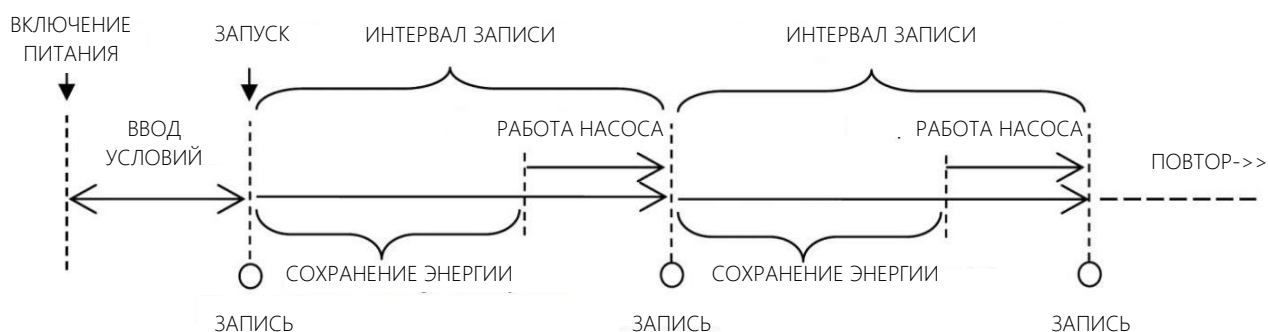 ВКЛЮЧЕНИЕ
ПИТАНИЯ
ЗАПУСК
ИНТЕРВАЛ ЗАПИСИ
ИНТЕРВАЛ ЗАПИСИ
ВВОД
УСЛОВИЙ
РАБОТА НАСОСА
РАБОТА НАСОСА
ПОВТОР->>
СОХРАНЕНИЕ ЭНЕРГИИ
СОХРАНЕНИЕ ЭНЕРГИИ
ЗАПИСЬ
ЗАПИСЬ
ЗАПИСЬ